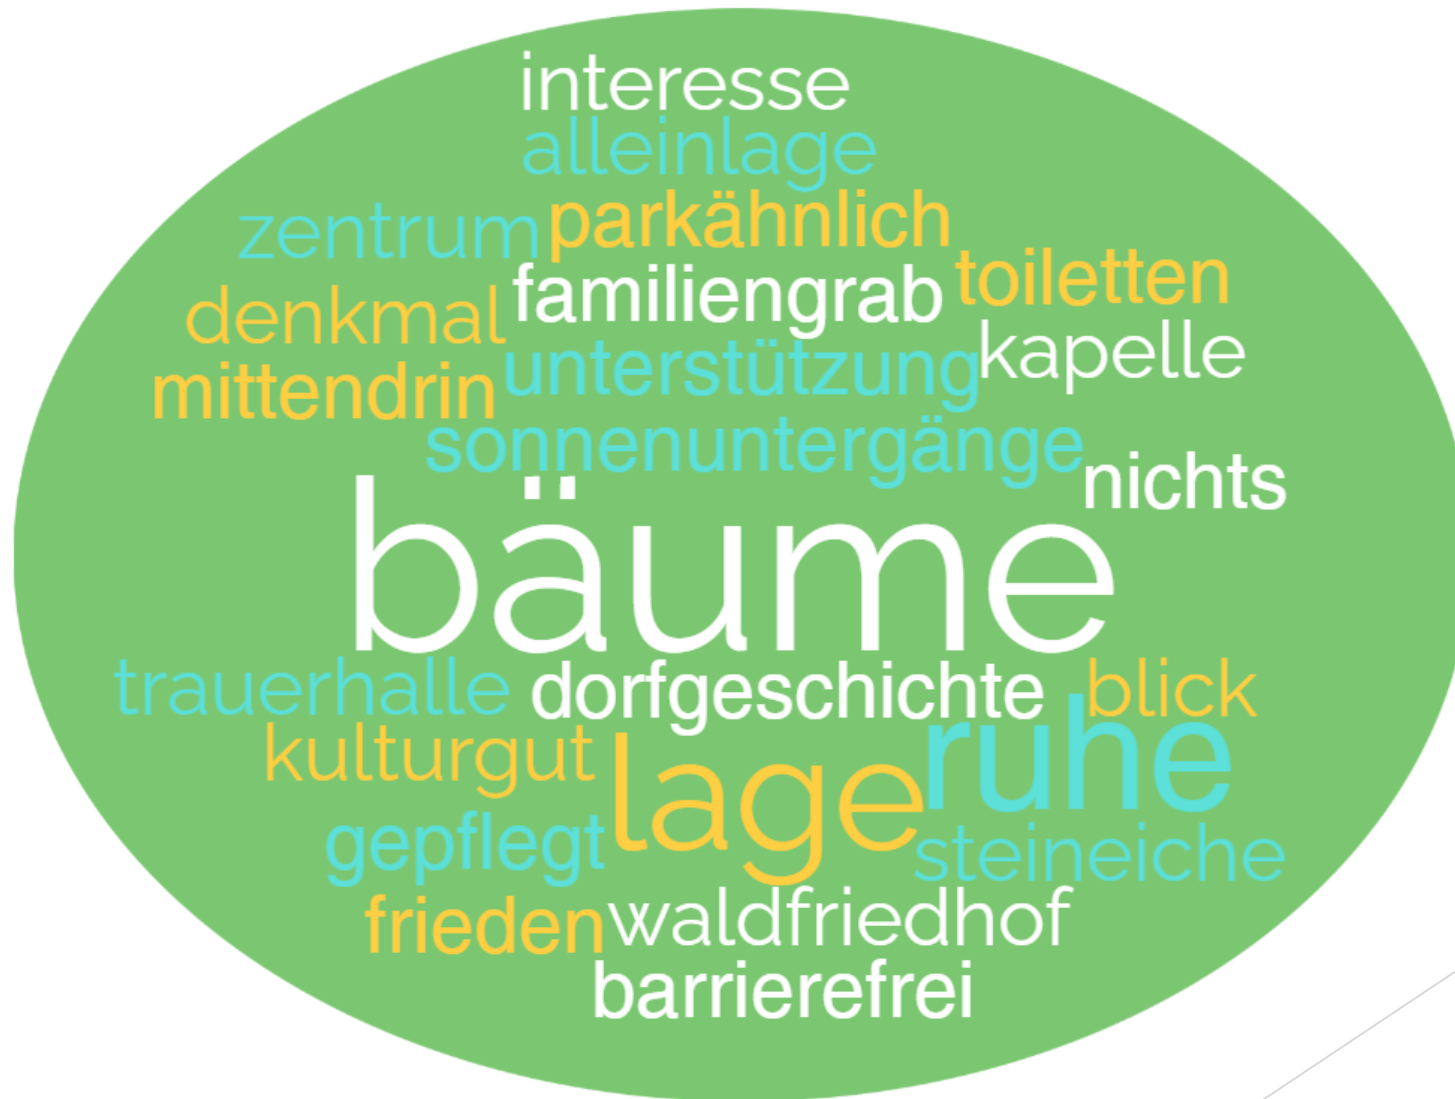 interesse
alleinlage
zentrum parkähnlich
familiengrab toiletten
denkmal
unterstützung kapelle
mittendrin
sonnenuntergänge
nichts
bäume
trauerhalle dorfgeschichte blick
kulturgut lage ruhe
gepflegt steineiche
frieden waldfriedhof
barrierefrei